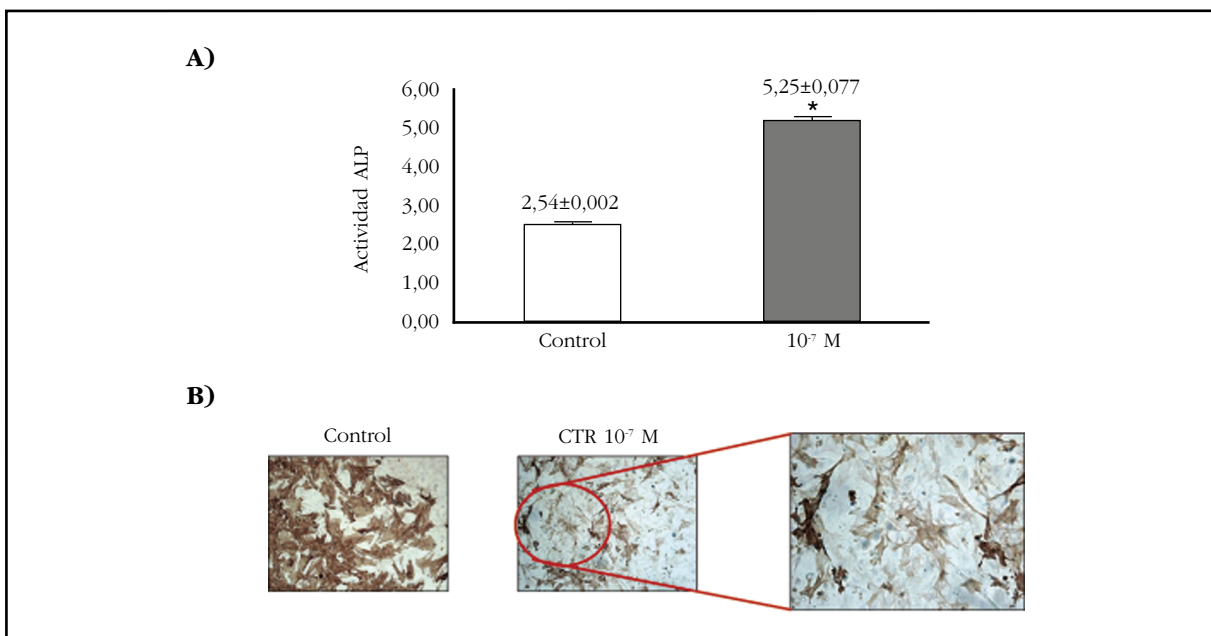 A)
5,25±0,077
*
6,00
5,00
4,00
3,00
2,00
1,00
0,00
Actividad ALP
2,54±0,002
Control
10⁻⁷ M
B)
Control
CTR 10⁻⁷ M